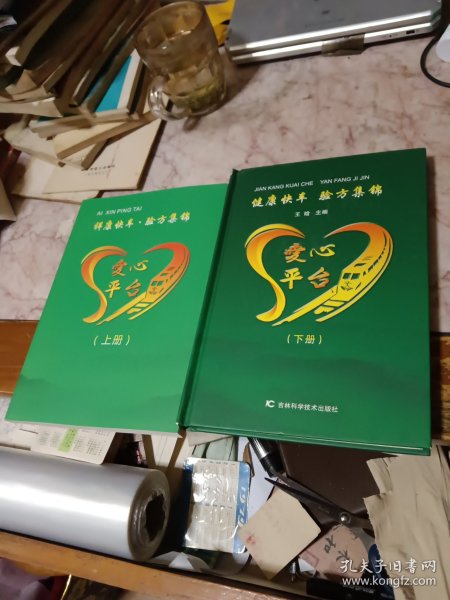 AI XIN PING TAI
辉康快车·验方集锦
爱心
平台
(上册)
JIAN KANG KUAI CHE YAN FANG JI JIN
健康快车 验方集锦
王晗 主编
爱心
平台
(下册)
吉林科学技术出版社
孔夫子旧书网
www.kongfz.com